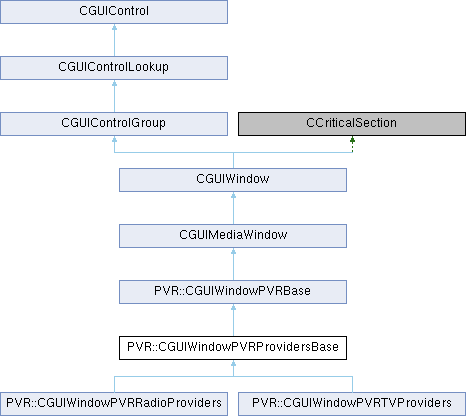 CGUIControl
CGUIControlLookup
CGUIControlGroup
CCriticalSection
CGUIWindow
CGUIMediaWindow
PVR::CGUIWindowPVRBase
PVR::CGUIWindowPVRProvidersBase
PVR::CGUIWindowPVRRadioProviders
PVR::CGUIWindowPVRTVProviders